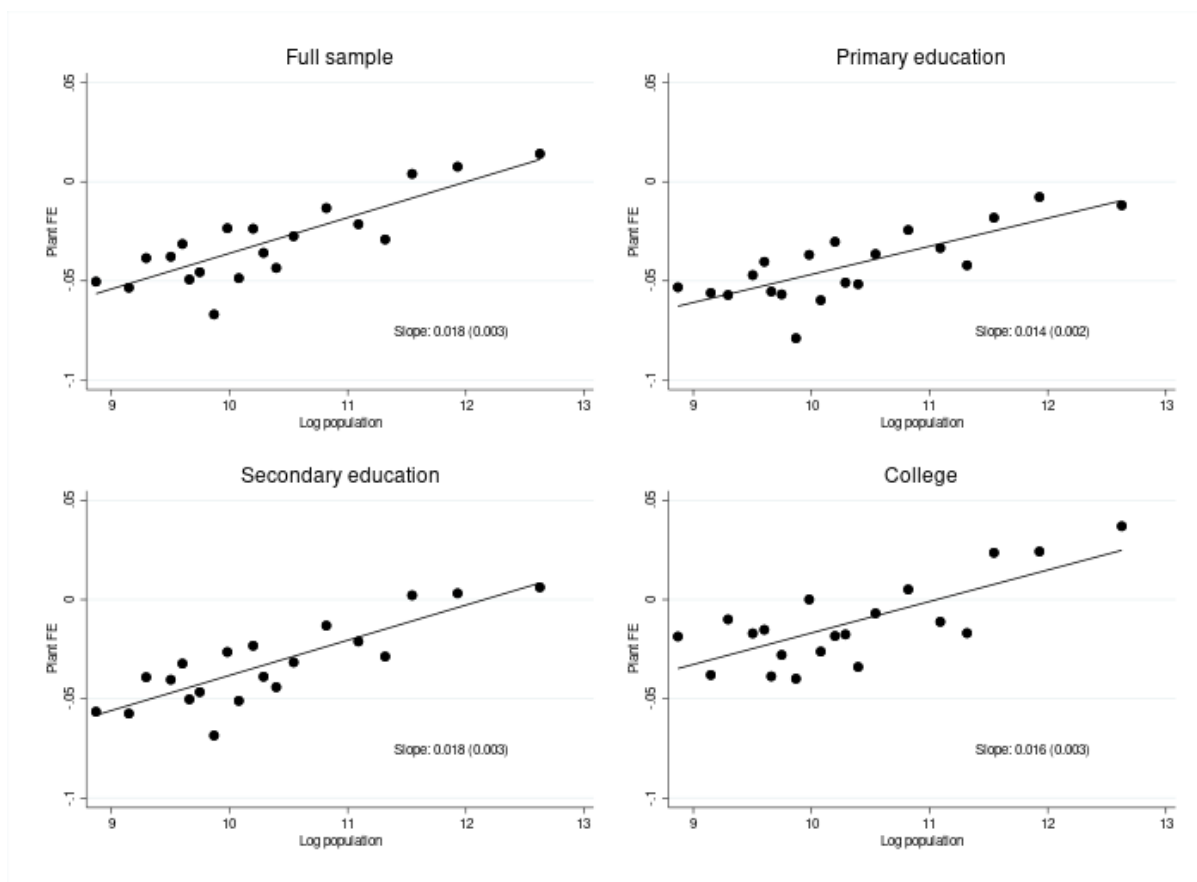 Full sample
Plant FE
.05
0
-.05
-.1
Slope: 0.018 (0.003)
9 10 11 12 13
Log population
Primary education
Plant FE
.05
0
-.05
-.1
Slope: 0.014 (0.002)
9 10 11 12 13
Log population
Secondary education
Plant FE
.05
0
-.05
-.1
Slope: 0.018 (0.003)
9 10 11 12 13
Log population
College
Plant FE
.05
0
-.05
-.1
Slope: 0.016 (0.003)
9 10 11 12 13
Log population